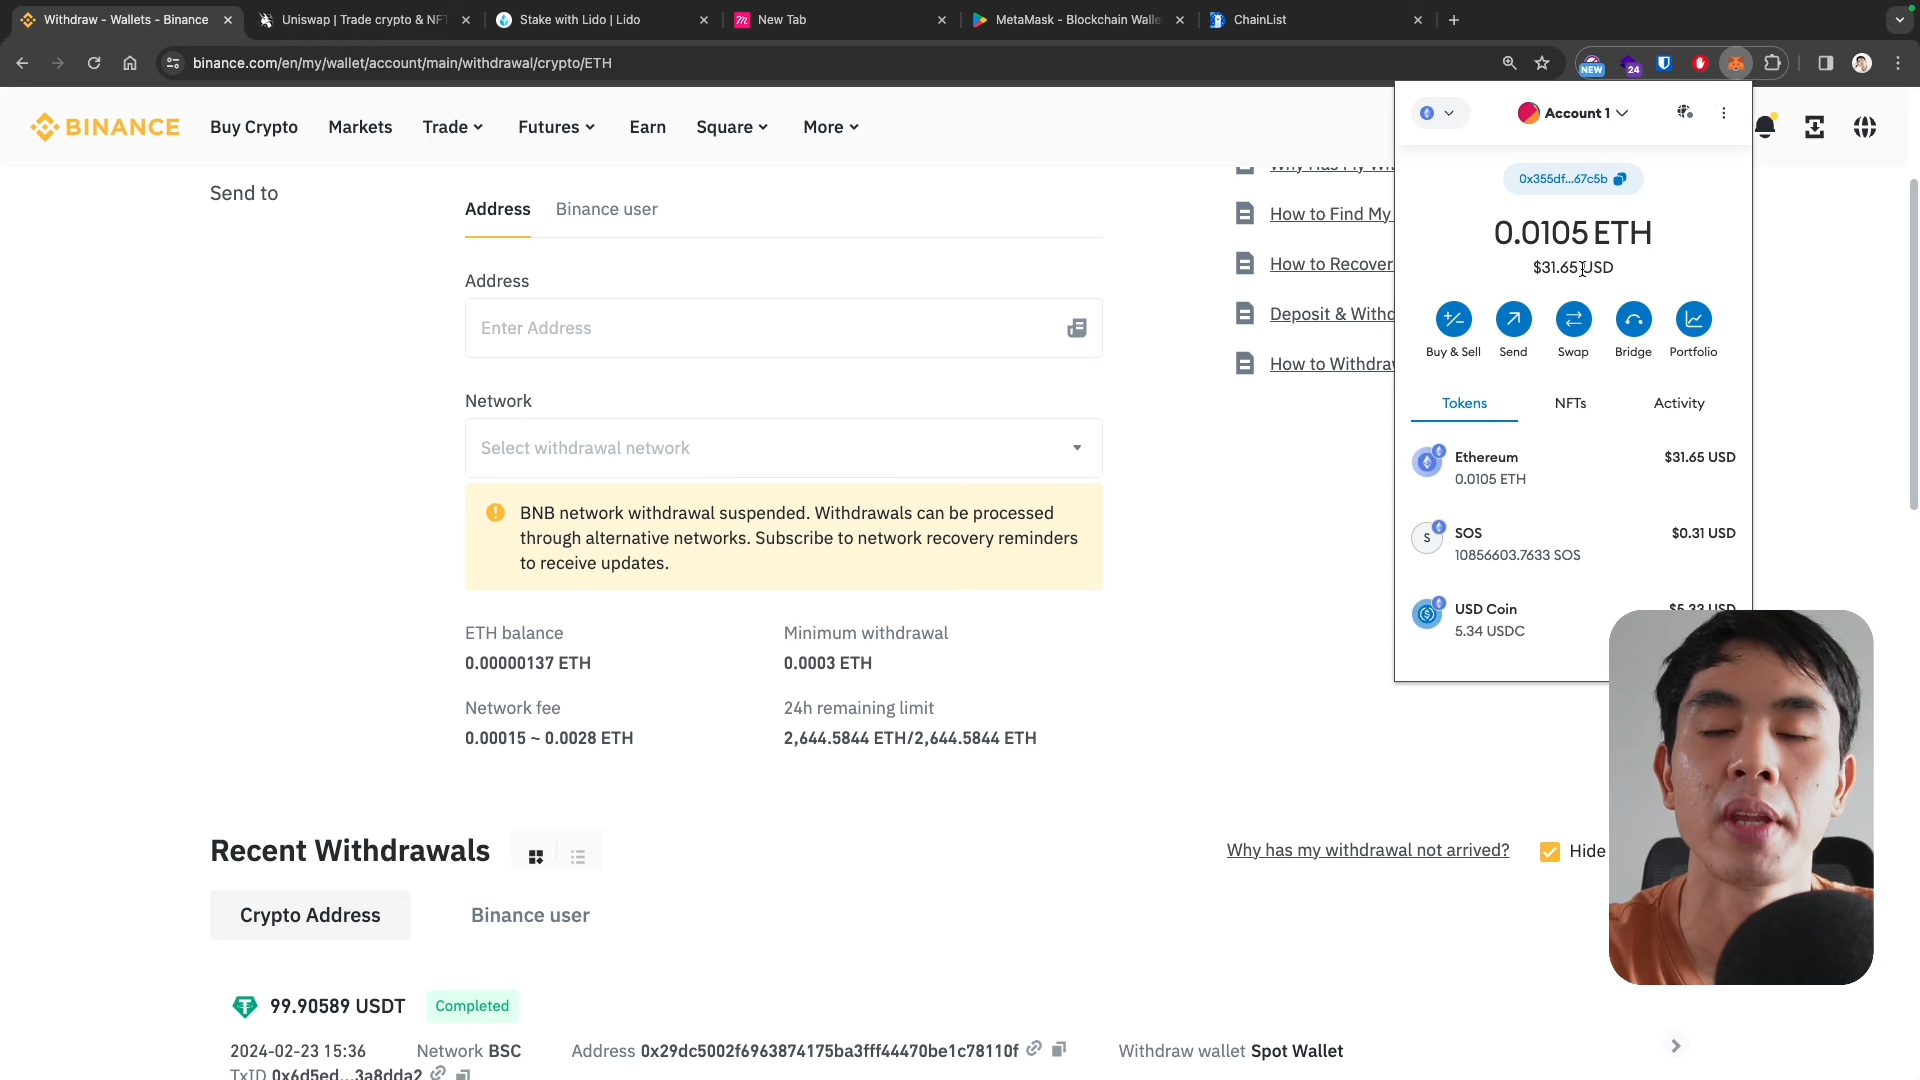 Withdraw - Wallets - Binance
Uniswap | Trade crypto & NF
Stake with Lido | Lido
New Tab
MetaMask - Blockchain Walle
ChainList
binance.com/en/my/wallet/account/main/withdrawal/crypto/ETH
NEW
24
BINANCE
Buy Crypto
Markets
Trade
Futures
Earn
Square
More
Send to
Address
Binance user
Address
Enter Address
Network
Select withdrawal network
BNB network withdrawal suspended. Withdrawals can be processed
through alternative networks. Subscribe to network recovery reminders
to receive updates.
ETH balance
0.00000137 ETH
Minimum withdrawal
0.0003 ETH
Network fee
0.00015 ~ 0.0028 ETH
24h remaining limit
2,644.5844 ETH/2,644.5844 ETH
How to Find My
How to Recover
Deposit & Withd
How to Withdra
Account 1
0x355df...67c5b
0.0105 ETH
$31.65 USD
Buy & Sell
Send
Swap
Bridge
Portfolio
Tokens
NFTs
Activity
Ethereum
$31.65 USD
0.0105 ETH
S
SOS
$0.31 USD
10856603.7633 SOS
USD Coin
$5.33 USD
5.34 USDC
Recent Withdrawals
Why has my withdrawal not arrived?
Hide
Crypto Address
Binance user
99.90589 USDT
Completed
2024-02-23 15:36
Network BSC
Address 0x29dc5002f6963874175ba3fff44470be1c78110f
Withdraw wallet Spot Wallet
TxID 0x6d5ed...3a8dda2